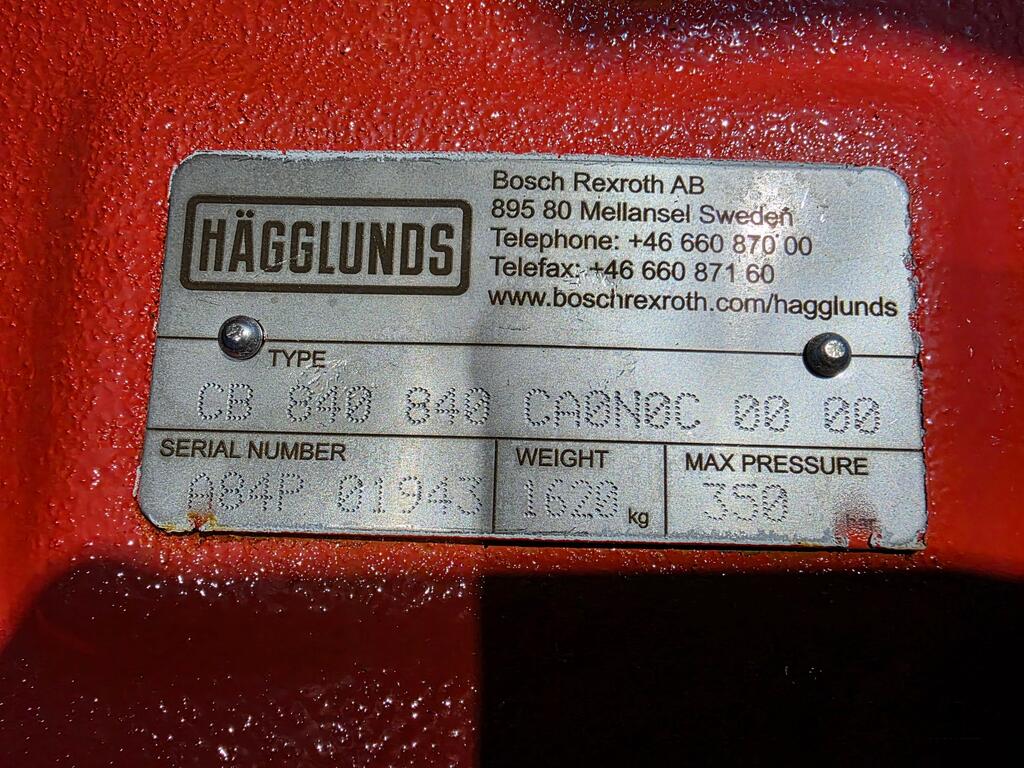 HÄGGLUNDS
Bosch Rexroth AB
895 80 Mellansel Sweden
Telephone: +46 660 870 00
Telefax: +46 660 871 60
www.boschrexroth.com/hagglunds
TYPE
CB 840 840 CA0N0C 00 00
SERIAL NUMBER
A84P 01943
WEIGHT
1620 kg
MAX PRESSURE
350